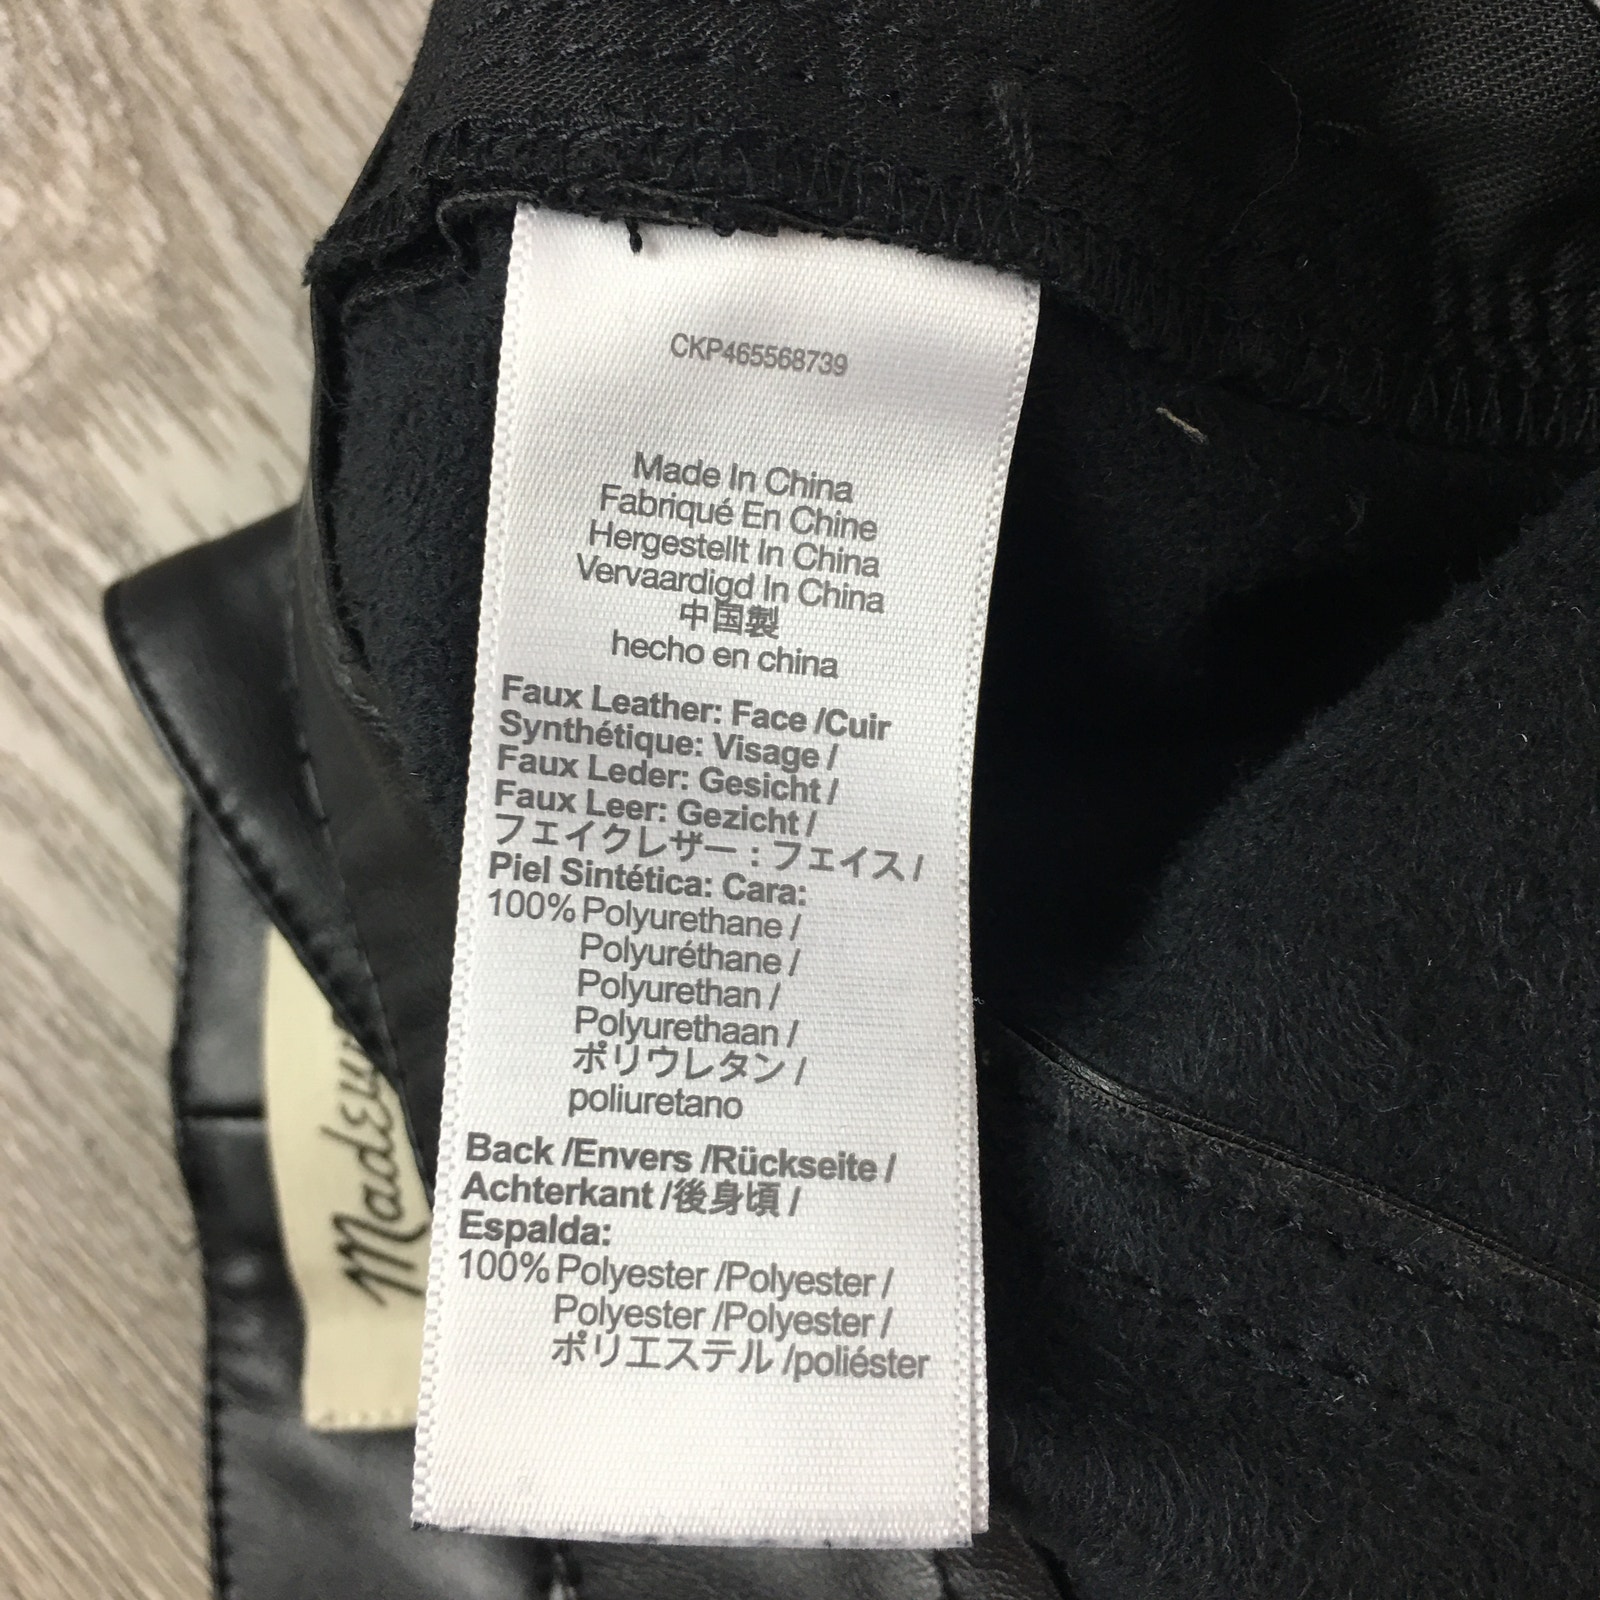 CKP465568739
Made In China
Fabriqué En Chine
Hergestellt In China
Vervaardigd In China
中国製
hecho en china
Faux Leather: Face /Cuir
Synthétique: Visage /
Faux Leder: Gesicht /
Faux Leer: Gezicht /
フェイクレザー : フェイス /
Piel Sintética: Cara:
100% Polyurethane /
Polyuréthane /
Polyurethan /
Polyurethaan /
ポリウレタン /
poliuretano
Back /Envers /Rückseite /
Achterkant /後身頃 /
Espalda:
100% Polyester /Polyester /
Polyester /Polyester /
ポリエステル /poliéster